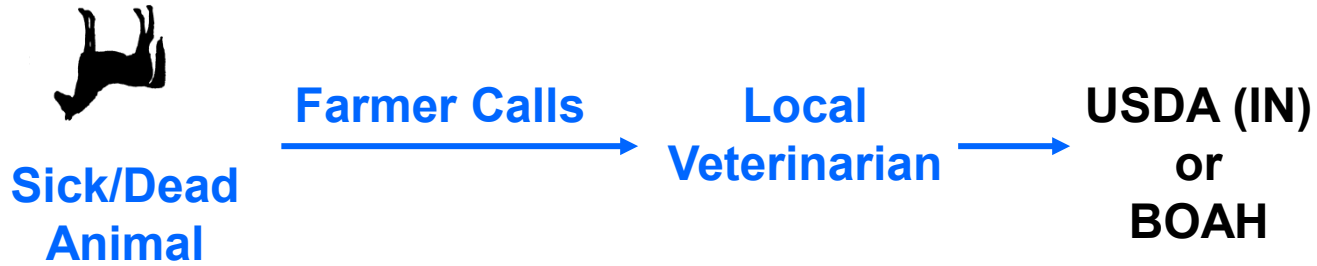 Sick/Dead
Animal
Farmer Calls
Local
Veterinarian
USDA (IN)
or
BOAH